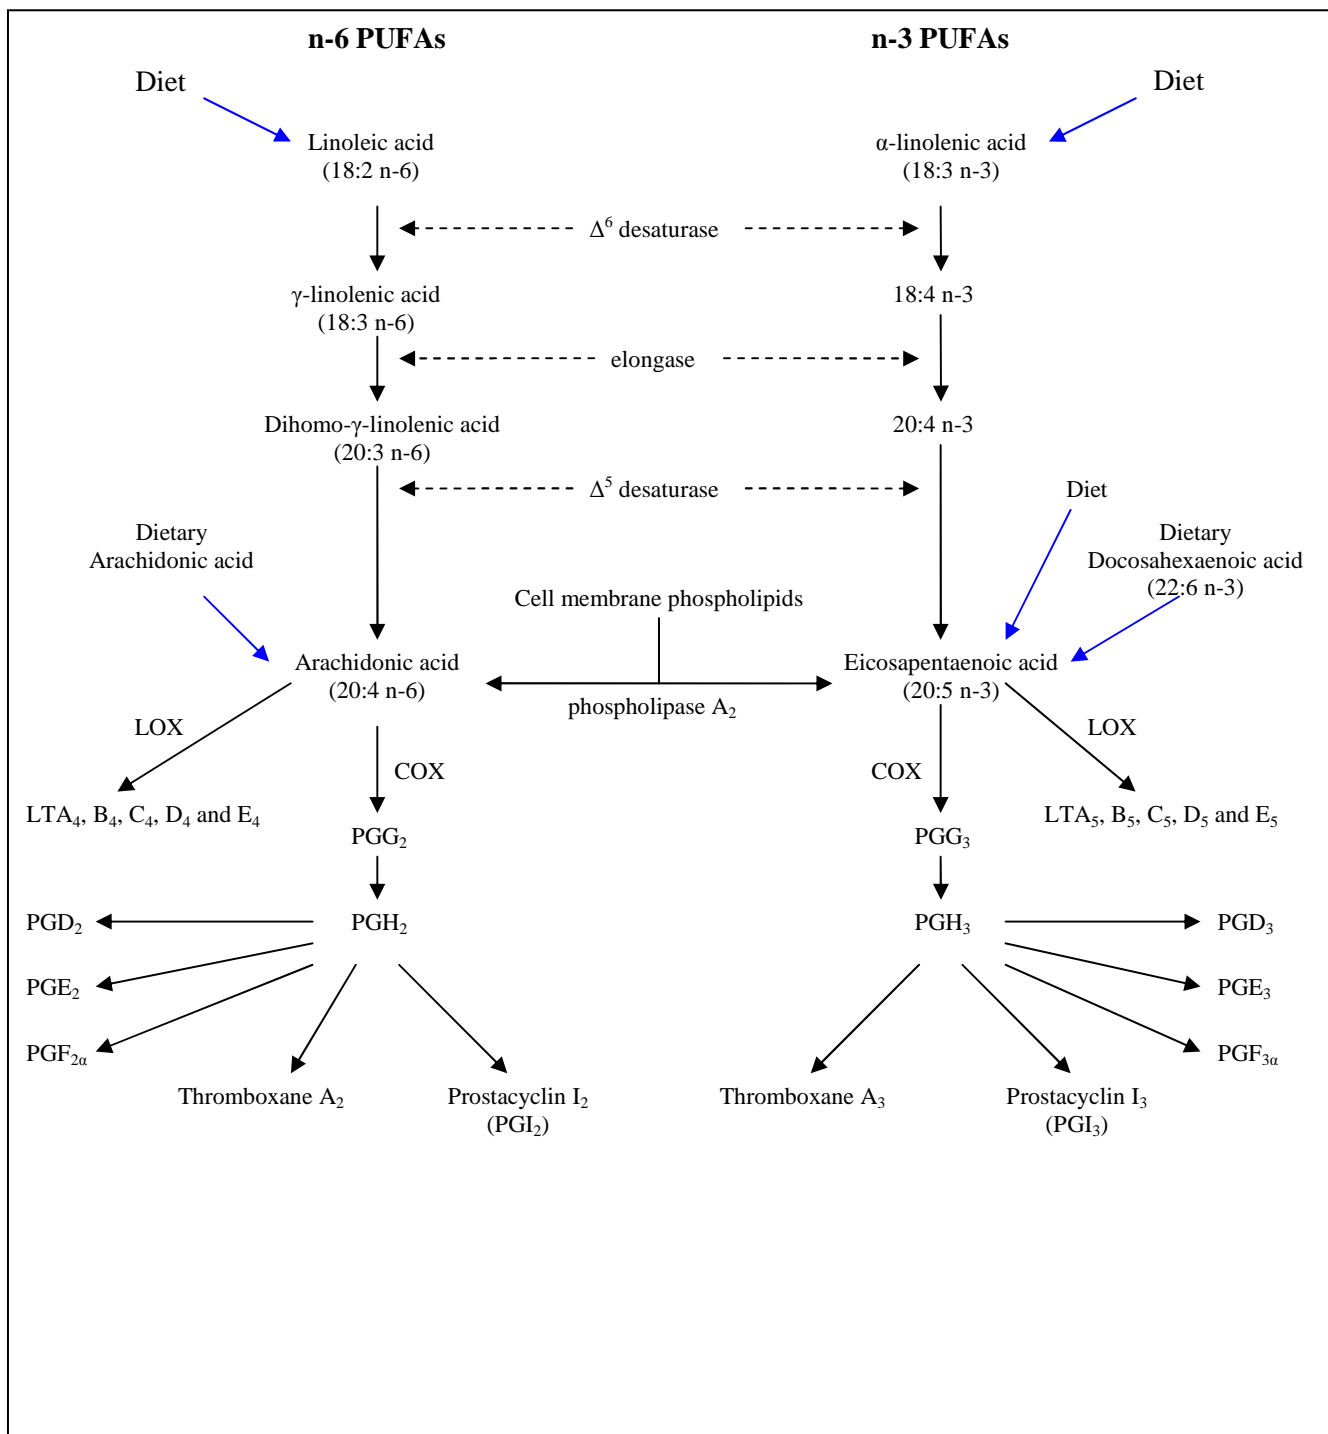 n-6 PUFAs
n-3 PUFAs
Diet
Diet
Linoleic acid
(18:2 n-6)
α-linolenic acid
(18:3 n-3)
Δ⁶ desaturase
γ-linolenic acid
(18:3 n-6)
18:4 n-3
elongase
Dihomo-γ-linolenic acid
(20:3 n-6)
20:4 n-3
Δ⁵ desaturase
Diet
Dietary
Arachidonic acid
Dietary
Docosahexaenoic acid
(22:6 n-3)
Cell membrane phospholipids
Arachidonic acid
(20:4 n-6)
Eicosapentaenoic acid
(20:5 n-3)
phospholipase A₂
LOX
LOX
COX
COX
LTA₄, B₄, C₄, D₄ and E₄
LTA₅, B₅, C₅, D₅ and E₅
PGG₂
PGG₃
PGD₂
PGH₂
PGH₃
PGD₃
PGE₂
PGE₃
PGF₂α
PGF₃α
Thromboxane A₂
Prostacyclin I₂
(PGI₂)
Thromboxane A₃
Prostacyclin I₃
(PGI₃)